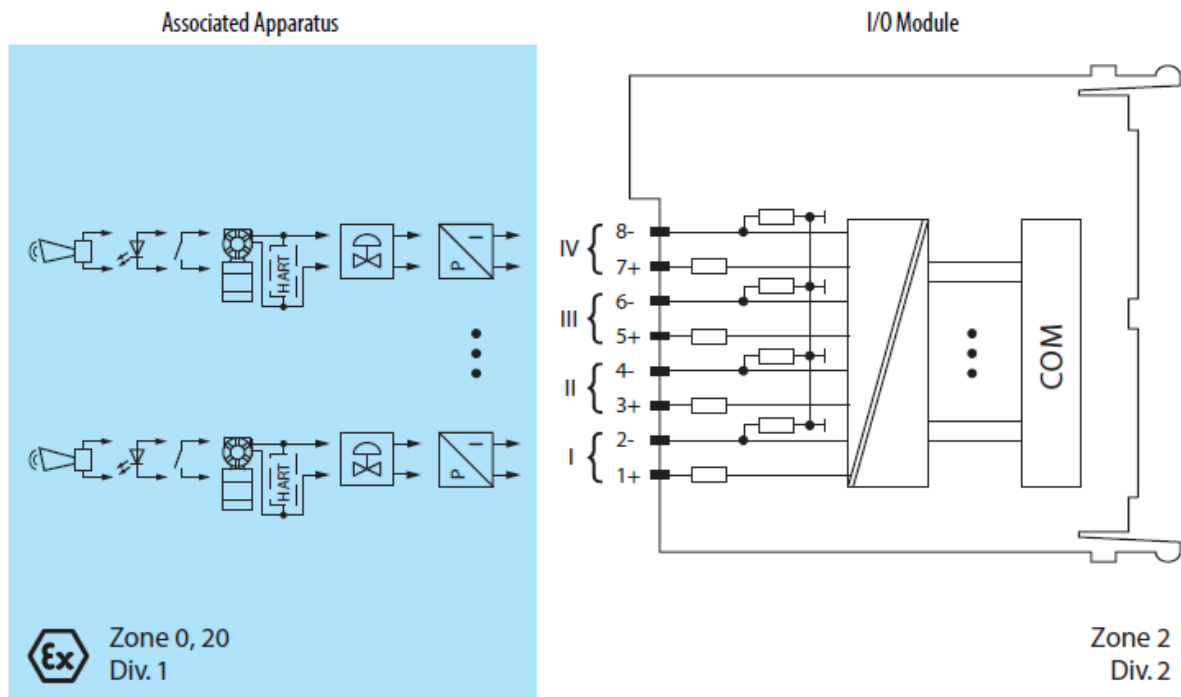 Associated Apparatus
I/O Module
HART
P I
IV
8-
7+
III
6-
5+
II
4-
3+
I
2-
1+
COM
HART
P I
Ex
Zone 0, 20
Div. 1
Zone 2
Div. 2